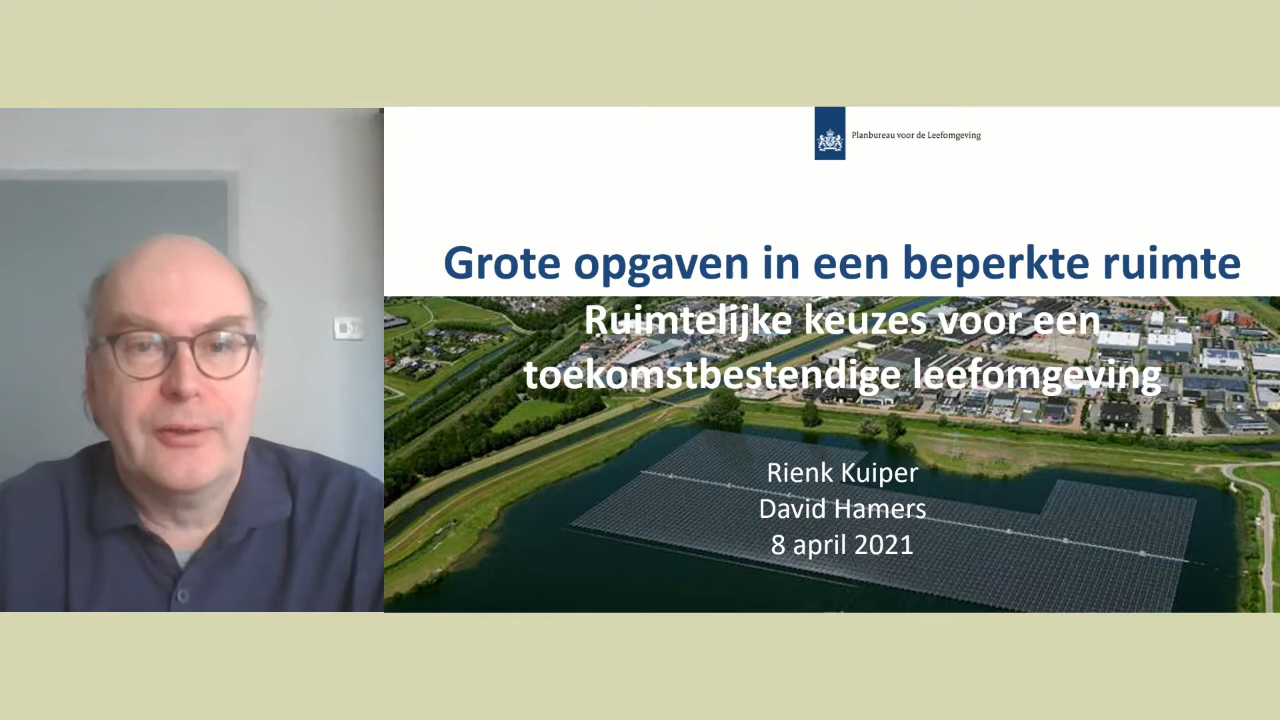 Planbureau voor de Leefomgeving
Grote opgaven in een beperkte ruimte
Ruimtelijke keuzes voor een
toekomstbestendige leefomgeving
Rienk Kuiper
David Hamers
8 april 2021